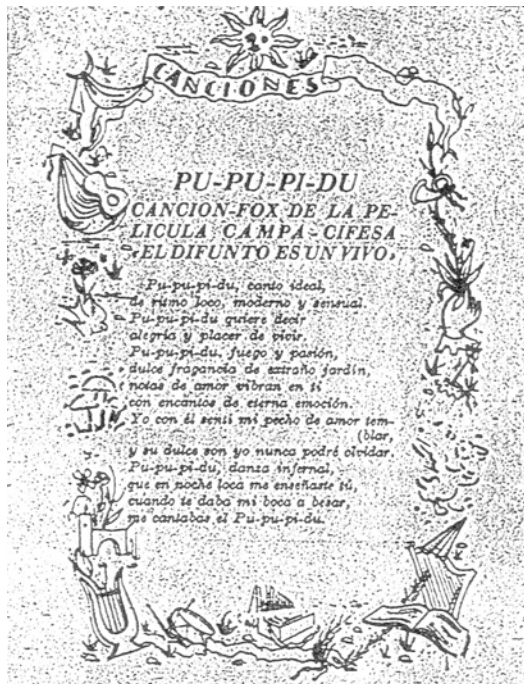 CANCIONES
PU-PU-PI-DU
CANCION-FOX DE LA PE-
LICULA CAMPA-CIFESA
«EL DIFUNTO ES UN VIVO»
Pu-pu-pi-du, canto ideal,
de ritmo loco, moderno y sensual.
Pu-pu-pi-du quiere decir
alegría y placer de vivir.
Pu-pu-pi-du, fuego y pasión,
dulce fragancia de extraño jardín,
notas de amor vibran en ti
con encantos de eterna emoción.
Yo con él sentí mi pecho de amor tem-
(blar,
y su dulce son yo nunca podré olvidar.
Pu-pu-pi-du, danza infernal,
que en noche loca me enseñaste tú,
cuando te daba mi boca a besar,
me cantabas el Pu-pu-pi-du.